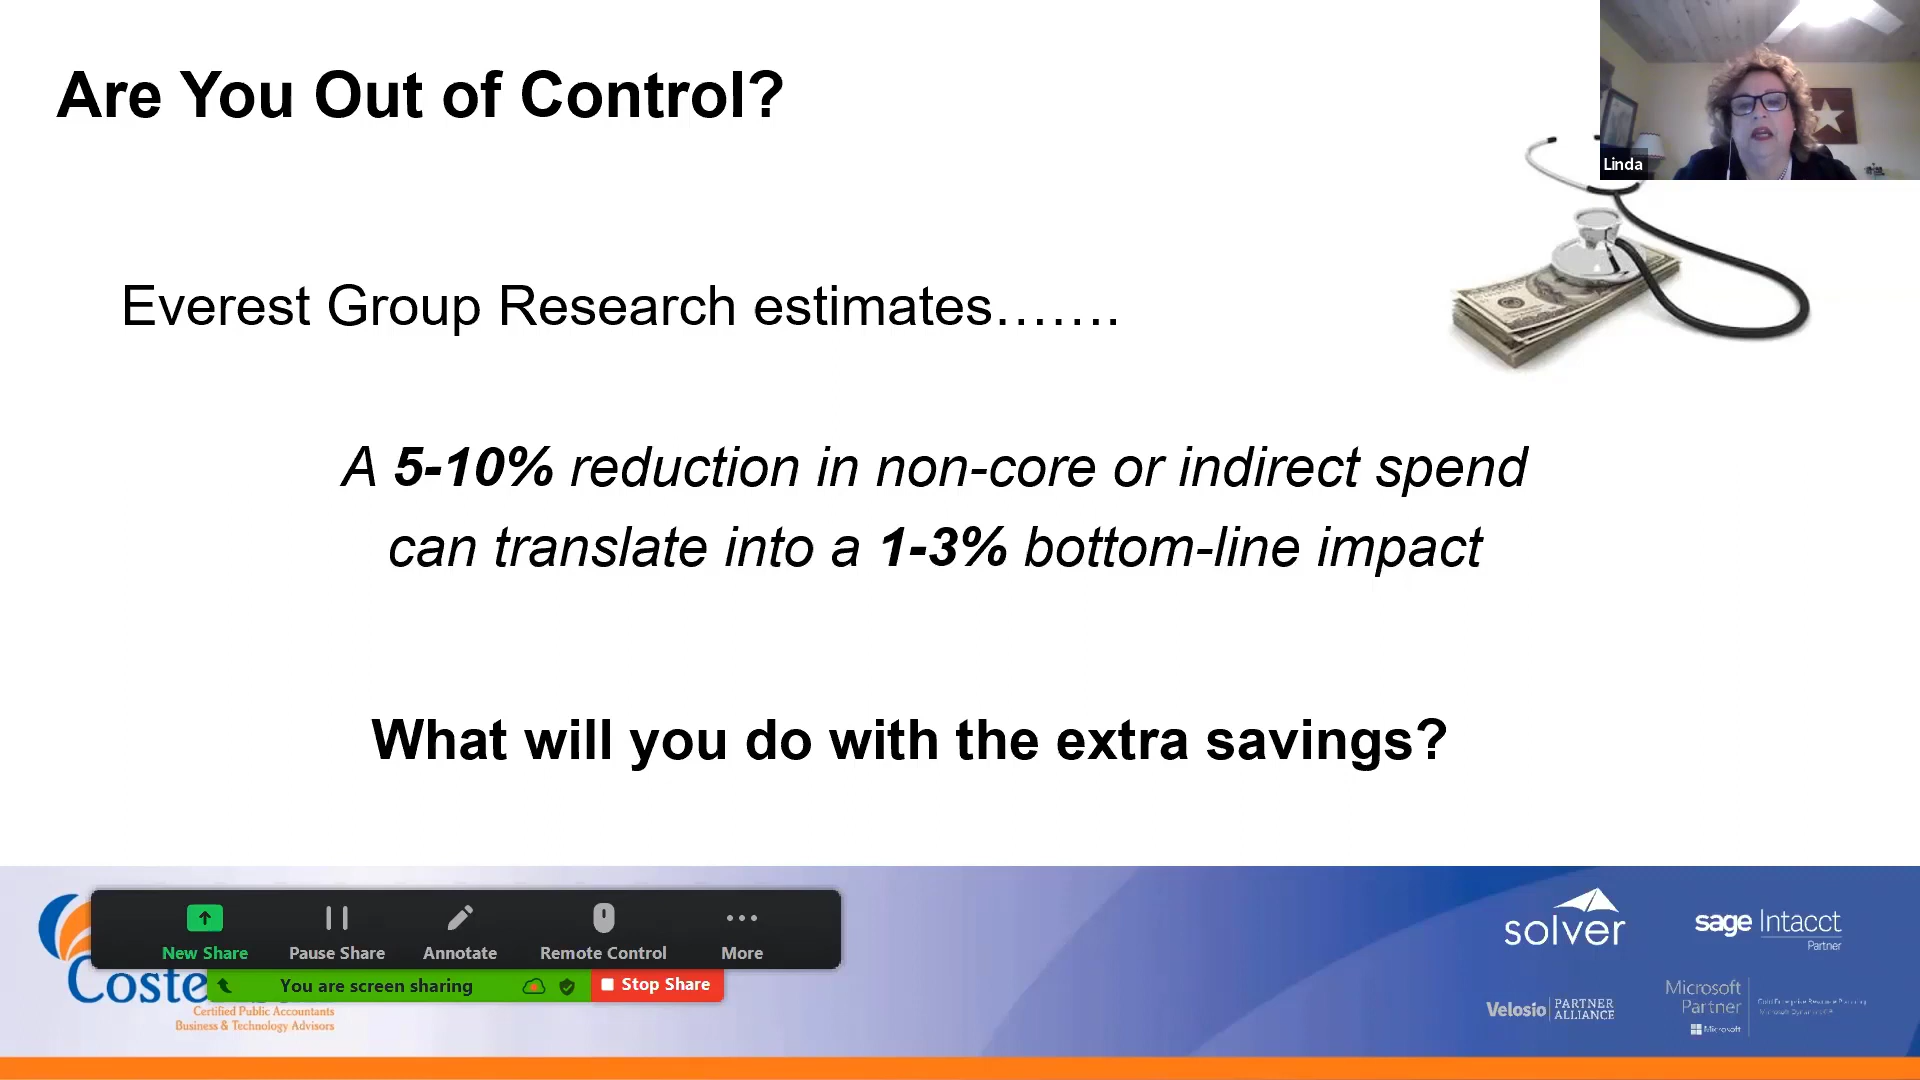 Are You Out of Control?
Linda
Everest Group Research estimates…….
A 5-10% reduction in non-core or indirect spend
can translate into a 1-3% bottom-line impact
What will you do with the extra savings?
New Share
Pause Share
Annotate
Remote Control
More
You are screen sharing
Stop Share
Coste
Certified Public Accountants
Business & Technology Advisors
solver
sage Intacct
Partner
Velosio
PARTNER
ALLIANCE
Microsoft
Partner
Microsoft